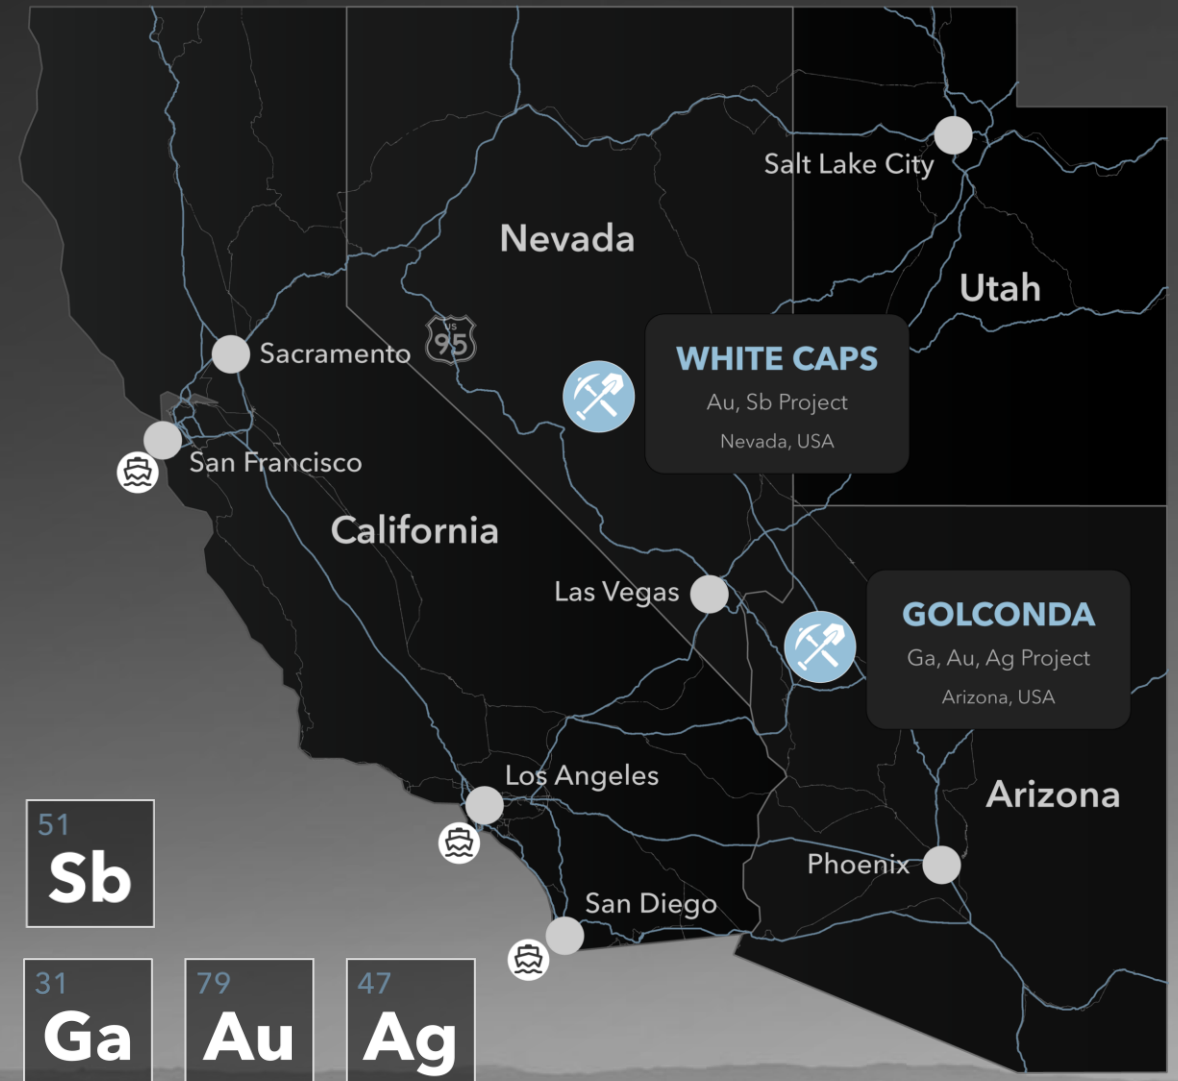 Salt Lake City
Nevada
Utah
US
95
Sacramento
WHITE CAPS
Au, Sb Project
Nevada, USA
San Francisco
California
Las Vegas
GOLCONDA
Ga, Au, Ag Project
Arizona, USA
Los Angeles
Arizona
Phoenix
San Diego
51
Sb
31
Ga
79
Au
47
Ag